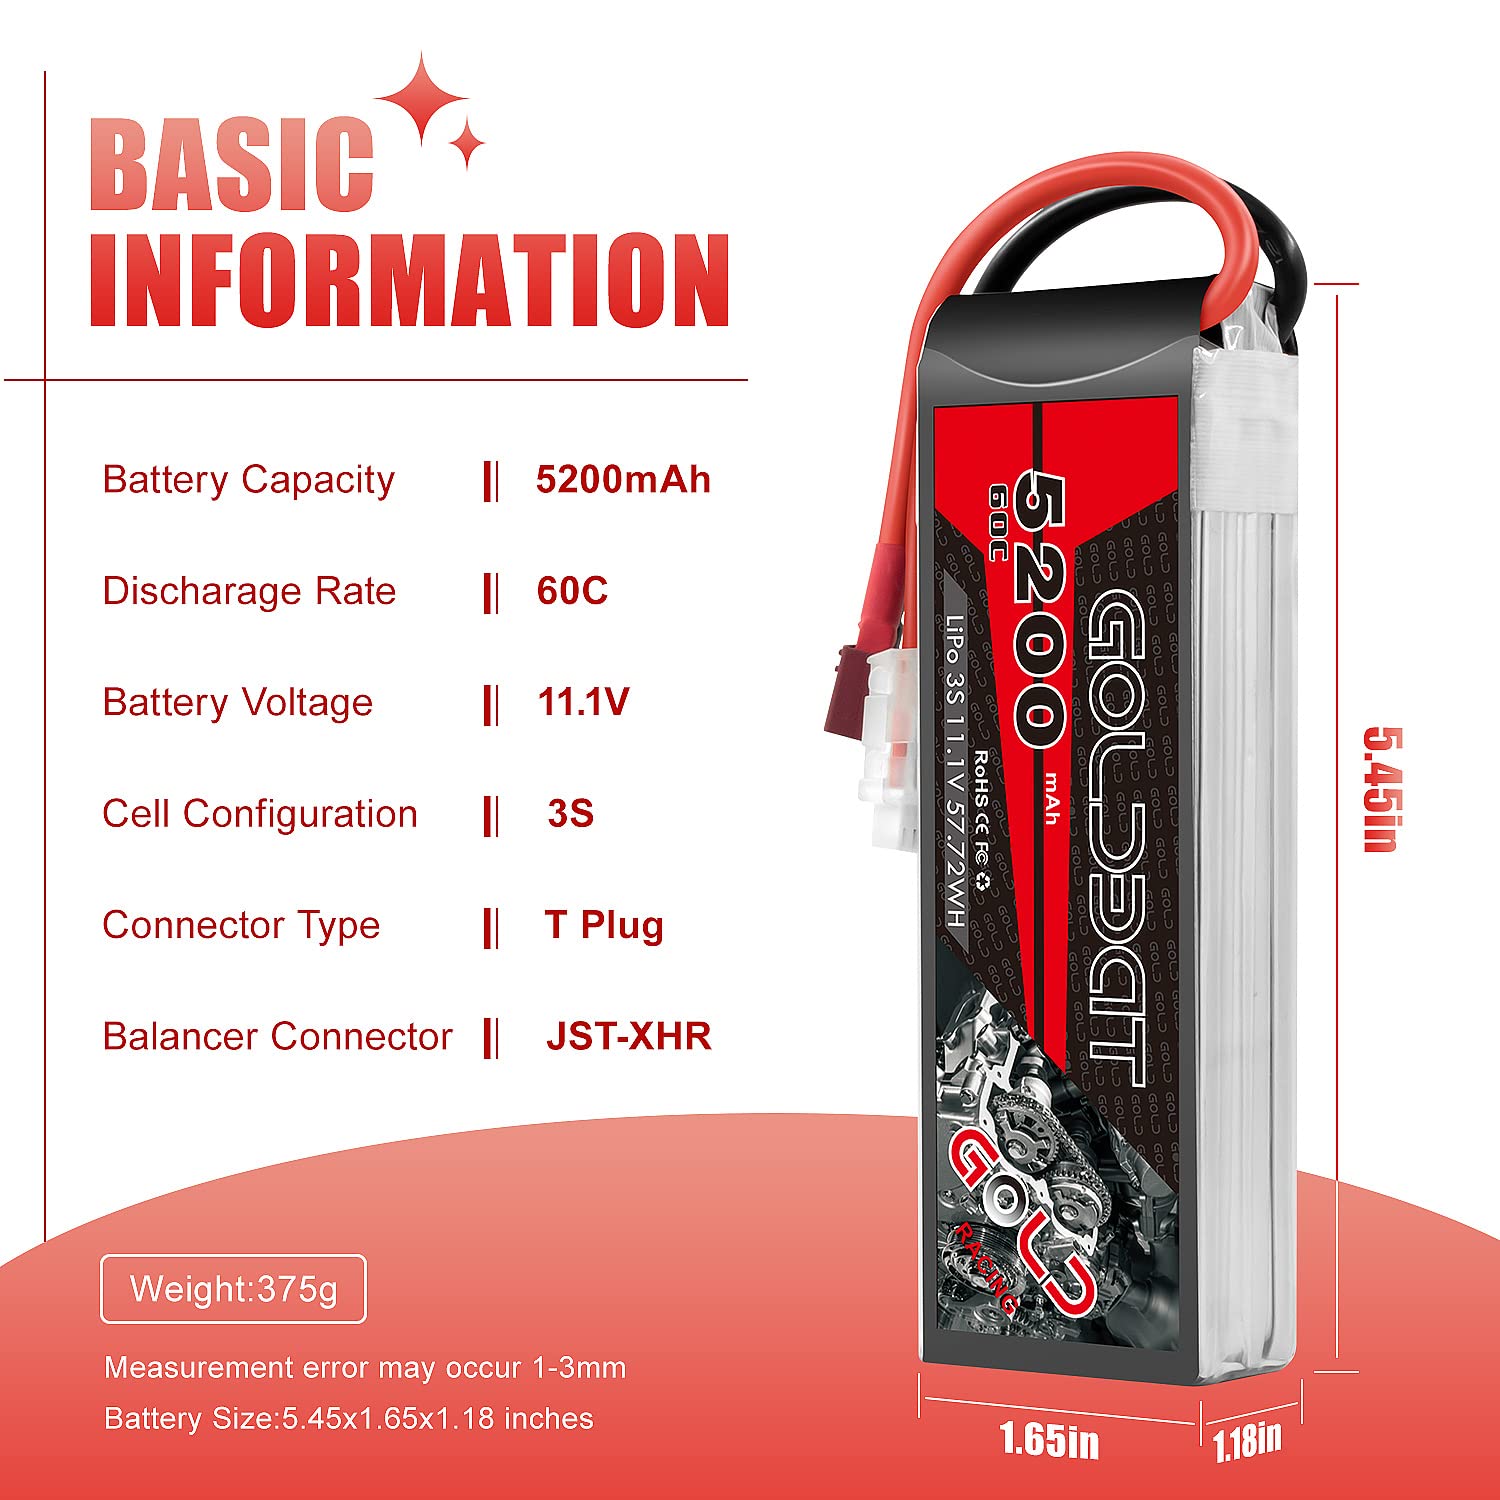 BASIC
INFORMATION
Battery Capacity 5200mAh
Discharage Rate 60C
Battery Voltage 11.1V
Cell Configuration 3S
Connector Type T Plug
Balancer Connector JST-XHR
Weight:375g
Measurement error may occur 1-3mm
Battery Size:5.45x1.65x1.18 inches
5200 mAh
60C
GOLDBAT
LiPo 3S 11.1V 57.72WH
RoHS CE FC
GOLD
RACING
5.45in
1.65in
1.18in